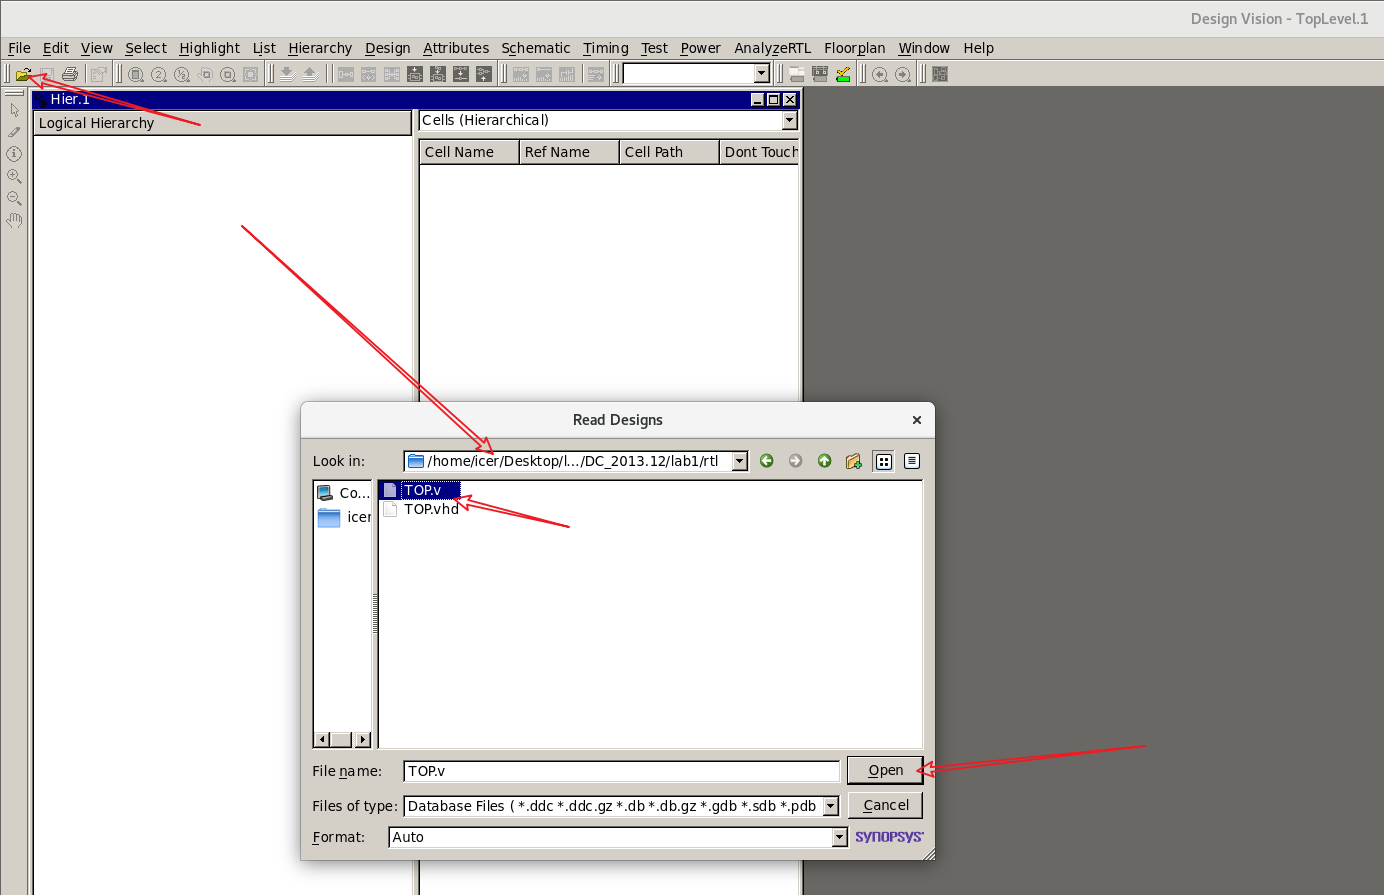 Design Vision - TopLevel.1
File Edit View Select Highlight List Hierarchy Design Attributes Schematic Timing Test Power AnalyzeRTL Floorplan Window Help
Hier.1
Logical Hierarchy
Cells (Hierarchical)
Cell Name Ref Name Cell Path Dont Touch
Read Designs
Look in: /home/icer/Desktop/l.../DC_2013.12/lab1/rtl
Co...
icer
TOP.v
TOP.vhd
File name: TOP.v Open
Files of type: Database Files ( *.ddc *.ddc.gz *.db *.db.gz *.gdb *.sdb *.pdb Cancel
Format: Auto SYNOPSYS